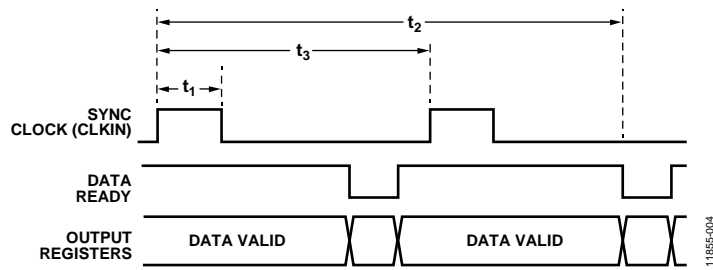 t2
t3
t1
SYNC
CLOCK (CLKIN)
DATA
READY
OUTPUT
REGISTERS
DATA VALID
DATA VALID
11855-004